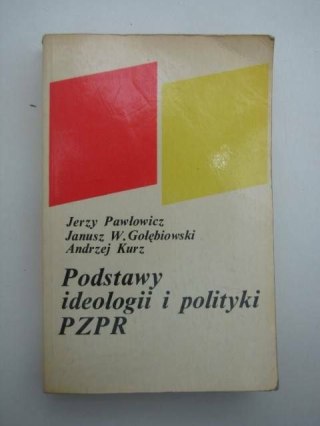 Jerzy Pawłowicz
Janusz W. Gołębiowski
Andrzej Kurz
Podstawy
ideologii i polityki
PZPR